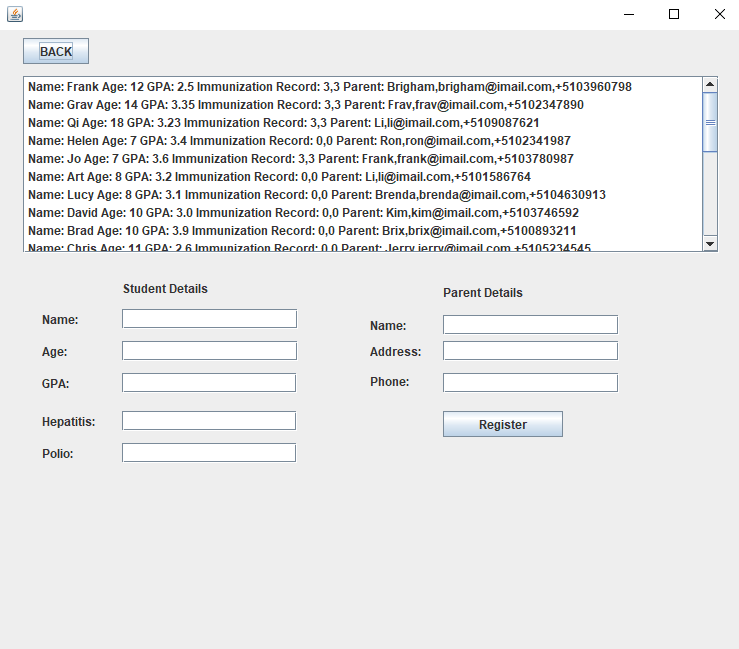 BACK
Name: Frank Age: 12 GPA: 2.5 Immunization Record: 3,3 Parent: Brigham,brigham@imail.com,+5103960798
Name: Grav Age: 14 GPA: 3.35 Immunization Record: 3,3 Parent: Frav,frav@imail.com,+5102347890
Name: Qi Age: 18 GPA: 3.23 Immunization Record: 3,3 Parent: Li,li@imail.com,+5109087621
Name: Helen Age: 7 GPA: 3.4 Immunization Record: 0,0 Parent: Ron,ron@imail.com,+5102341987
Name: Jo Age: 7 GPA: 3.6 Immunization Record: 3,3 Parent: Frank,frank@imail.com,+5103780987
Name: Art Age: 8 GPA: 3.2 Immunization Record: 0,0 Parent: Li,li@imail.com,+5101586764
Name: Lucy Age: 8 GPA: 3.1 Immunization Record: 0,0 Parent: Brenda,brenda@imail.com,+5104630913
Name: David Age: 10 GPA: 3.0 Immunization Record: 0,0 Parent: Kim,kim@imail.com,+5103746592
Name: Brad Age: 10 GPA: 3.9 Immunization Record: 0,0 Parent: Brix,brix@imail.com,+5100893211
Name: Chris Age: 11 GPA: 2.6 Immunization Record: 0,0 Parent: Jerry,jerry@imail.com,+5105234545
Student Details
Parent Details
Name:
Name:
Age:
Address:
GPA:
Phone:
Hepatitis:
Register
Polio: